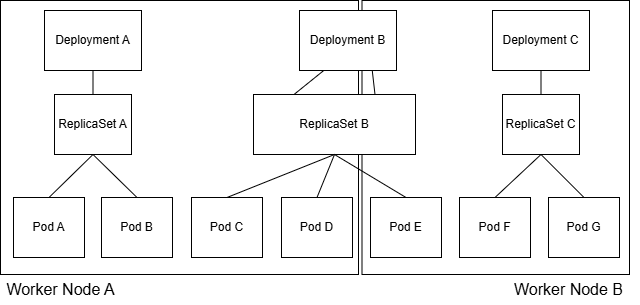 Deployment A
Deployment B
Deployment C
ReplicaSet A
ReplicaSet B
ReplicaSet C
Pod A
Pod B
Pod C
Pod D
Pod E
Pod F
Pod G
Worker Node A
Worker Node B